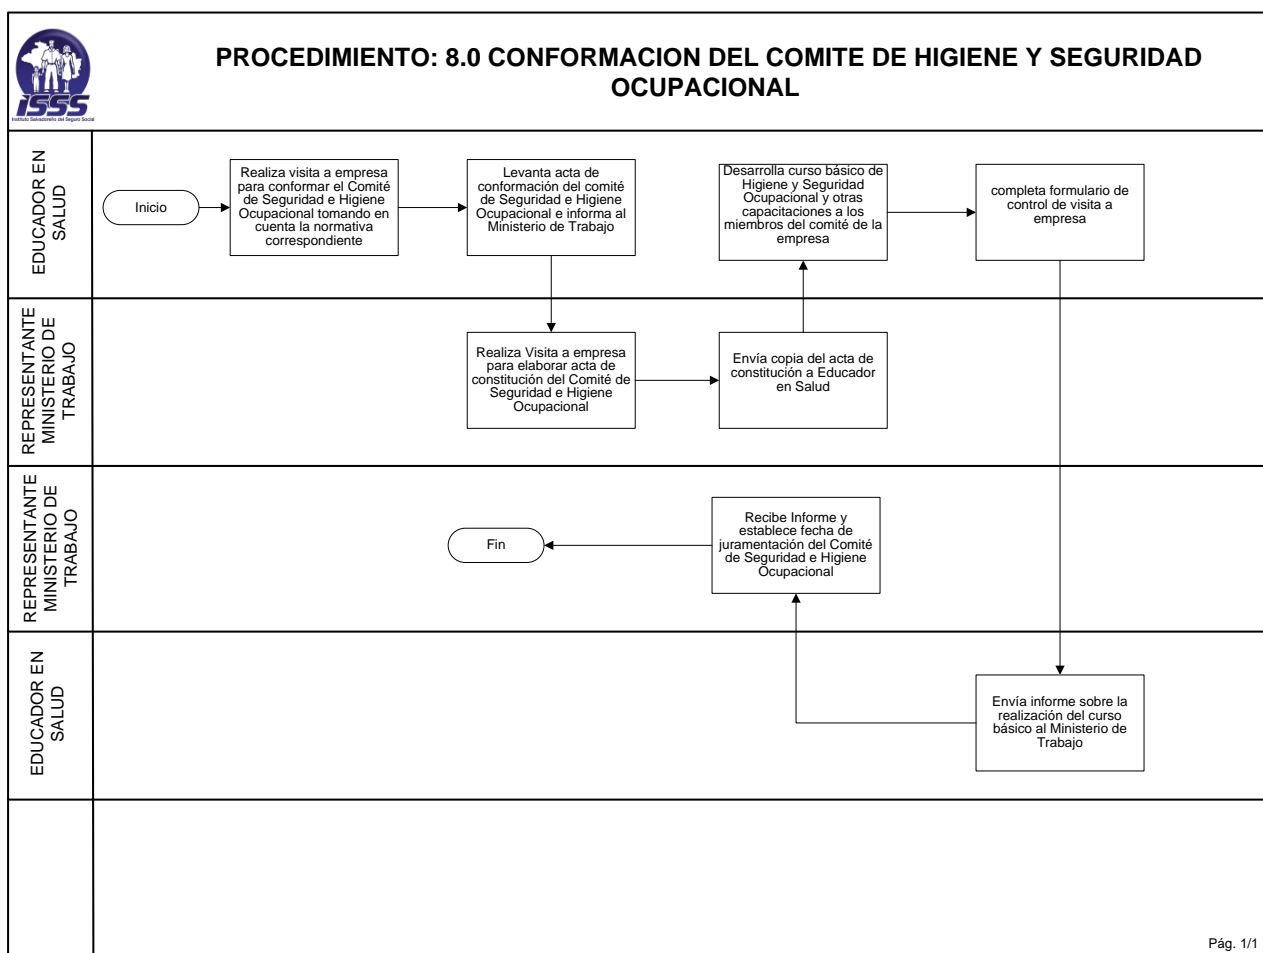 PROCEDIMIENTO: 8.0 CONFORMACION DEL COMITE DE HIGIENE Y SEGURIDAD
OCUPACIONAL
ISSS
Instituto Salvadoreño del Seguro Social
EDUCADOR EN
SALUD
Inicio
Realiza visita a empresa
para conformar el Comité
de Seguridad e Higiene
Ocupacional tomando en
cuenta la normativa
correspondiente
Levanta acta de
conformación del comité
de Seguridad e Higiene
Ocupacional e informa al
Ministerio de Trabajo
Desarrolla curso básico de
Higiene y Seguridad
Ocupacional y otras
capacitaciones a los
miembros del comité de la
empresa
completa formulario de
control de visita a
empresa
REPRESENTANTE
MINISTERIO DE
TRABAJO
Realiza Visita a empresa
para elaborar acta de
constitución del Comité de
Seguridad e Higiene
Ocupacional
Envía copia del acta de
constitución a Educador
en Salud
REPRESENTANTE
MINISTERIO DE
TRABAJO
Fin
Recibe Informe y
establece fecha de
juramentación del Comité
de Seguridad e Higiene
Ocupacional
EDUCADOR EN
SALUD
Envía informe sobre la
realización del curso
básico al Ministerio de
Trabajo
Pág. 1/1